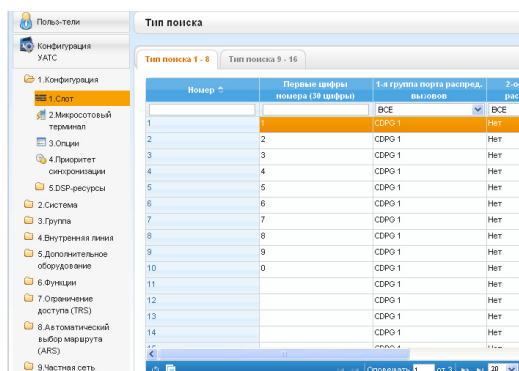 Польз-тели
Конфигурация
УАТС
1.Конфигурация
1.Слот
2.Микросотовый
терминал
3.Опции
4.Приоритет
синхронизации
5.DSP-ресурсы
2.Система
3.Группа
4.Внутренняя линия
5.Дополнительное
оборудование
6.Функции
7.Ограничение
доступа (TRS)
8.Автоматический
выбор маршрута
(ARS)
9.Частная сеть
Тип поиска
Тип поиска 1 - 8 Тип поиска 9 - 16
Номер Первые цифры номера (30 цифры) 1-я группа порта распред. вызовов 2-о рас
ВСЕ ВСЕ
1 1 CDPG 1 Нет
2 2 CDPG 1 Нет
3 3 CDPG 1 Нет
4 4 CDPG 1 Нет
5 5 CDPG 1 Нет
6 6 CDPG 1 Нет
7 7 CDPG 1 Нет
8 8 CDPG 1 Нет
9 9 CDPG 1 Нет
10 0 CDPG 1 Нет
11 CDPG 1 Нет
12 CDPG 1 Нет
13 CDPG 1 Нет
14 CDPG 1 Нет
15 CDPG 1 Нет
1 от 3 20